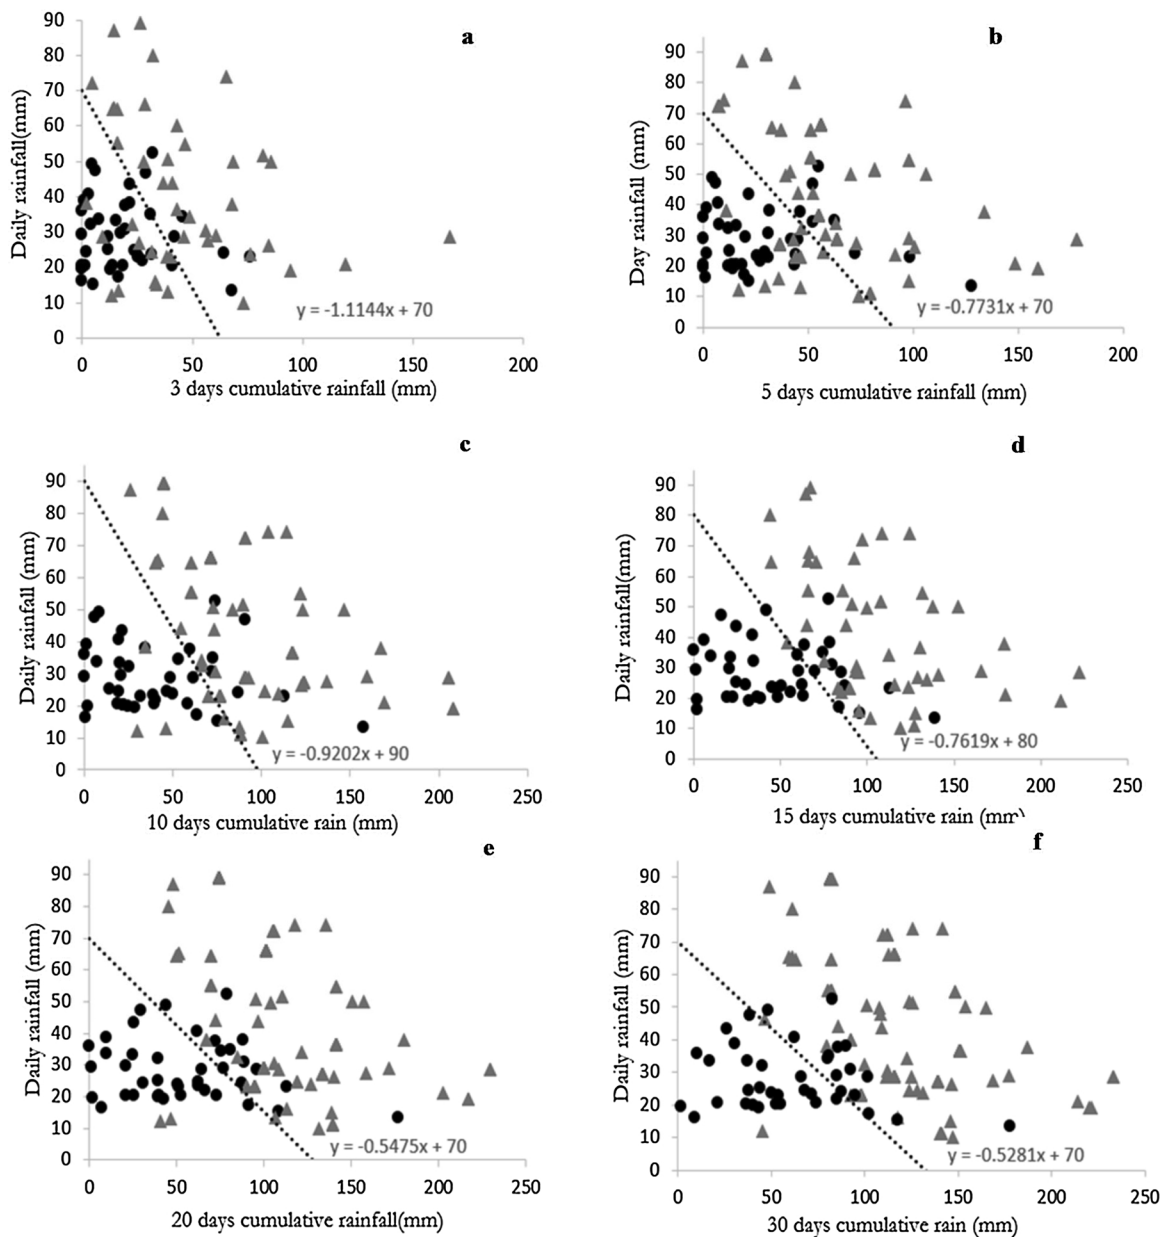 a
Daily rainfall(mm)
90
80
70
60
50
40
30
20
10
0
y = -1.1144x + 70
0 50 100 150 200
3 days cumulative rainfall (mm)
b
Day rainfall (mm)
90
80
70
60
50
40
30
20
10
0
y = -0.7731x + 70
0 50 100 150 200
5 days cumulative rainfall (mm)
c
Daily rainfall (mm)
90
80
70
60
50
40
30
20
10
0
y = -0.9202x + 90
0 50 100 150 200 250
10 days cumulative rain (mm)
d
Daily rainfall(mm)
90
80
70
60
50
40
30
20
10
0
y = -0.7619x + 80
0 50 100 150 200 250
15 days cumulative rain
e
Daily rainfall (mm)
90
80
70
60
50
40
30
20
10
0
y = -0.5475x + 70
0 50 100 150 200 250
20 days cumulative rainfall(mm)
f
Daily rainfall (mm)
90
80
70
60
50
40
30
20
10
0
y = -0.5281x + 70
0 50 100 150 200 250
30 days cumulative rain (mm)